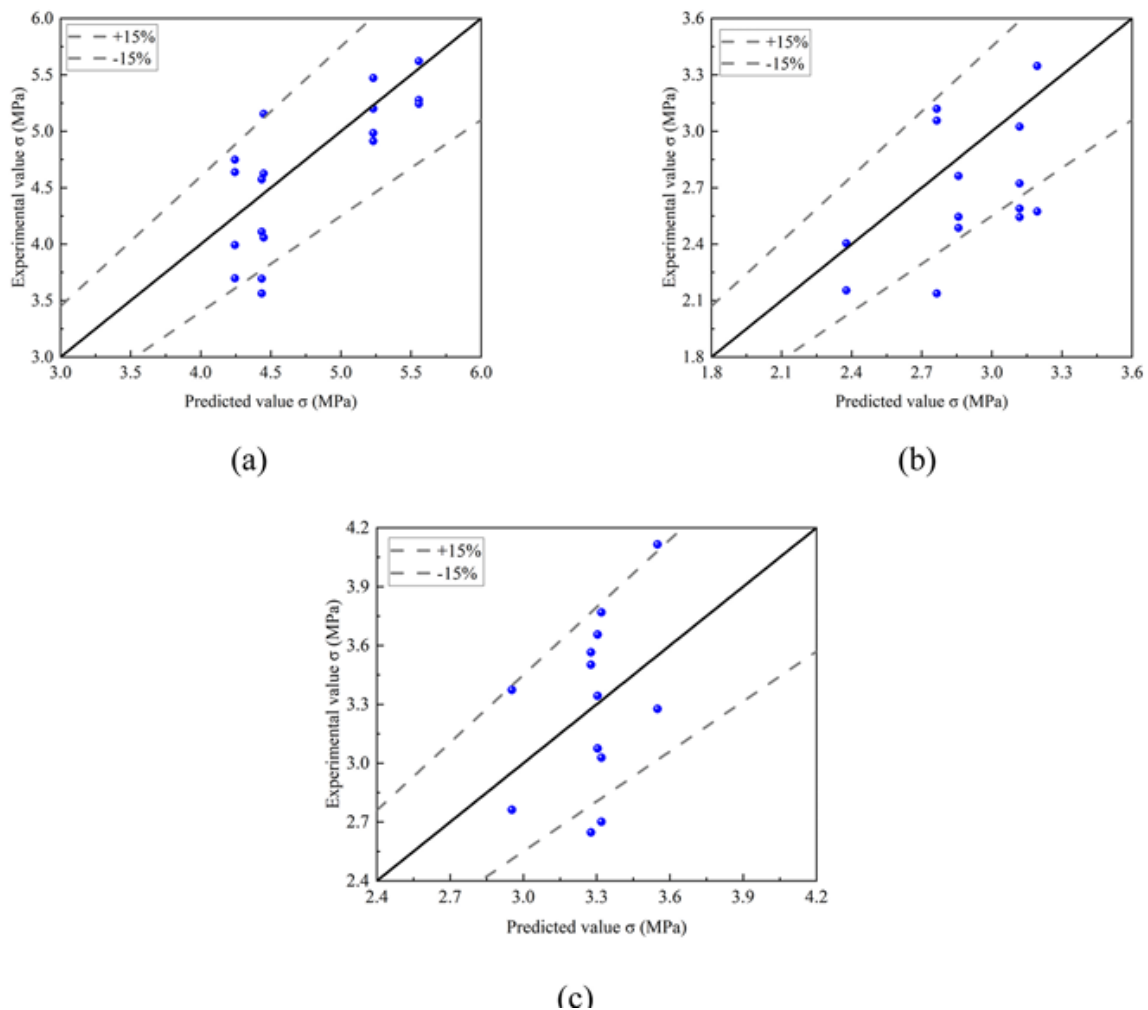 6.0
5.5
5.0
4.5
4.0
3.5
3.0
+15%
-15%
Experimental value σ (MPa)
3.0 3.5 4.0 4.5 5.0 5.5 6.0
Predicted value σ (MPa)
(a)
3.6
3.3
3.0
2.7
2.4
2.1
1.8
+15%
-15%
Experimental value σ (MPa)
1.8 2.1 2.4 2.7 3.0 3.3 3.6
Predicted value σ (MPa)
(b)
4.2
3.9
3.6
3.3
3.0
2.7
2.4
+15%
-15%
Experimental value σ (MPa)
2.4 2.7 3.0 3.3 3.6 3.9 4.2
Predicted value σ (MPa)
(c)